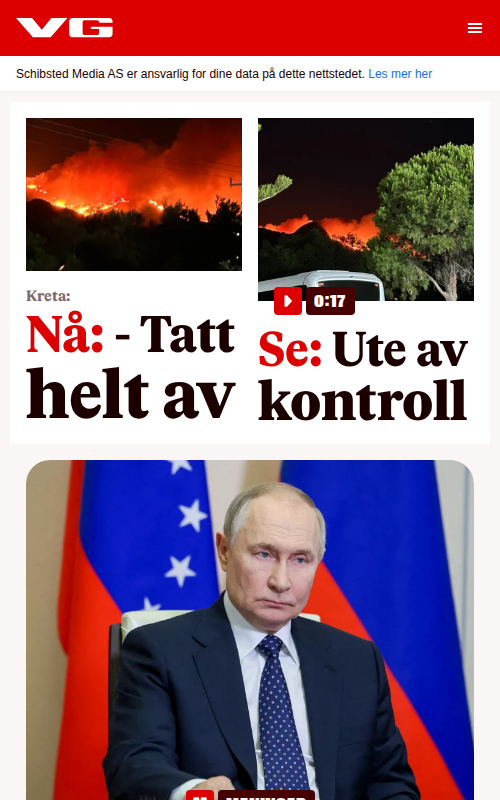 VG
Schibsted Media AS er ansvarlig for dine data på dette nettstedet. Les mer her
Kreta:
Nå: - Tatt
helt av
0:17
Se: Ute av
kontroll